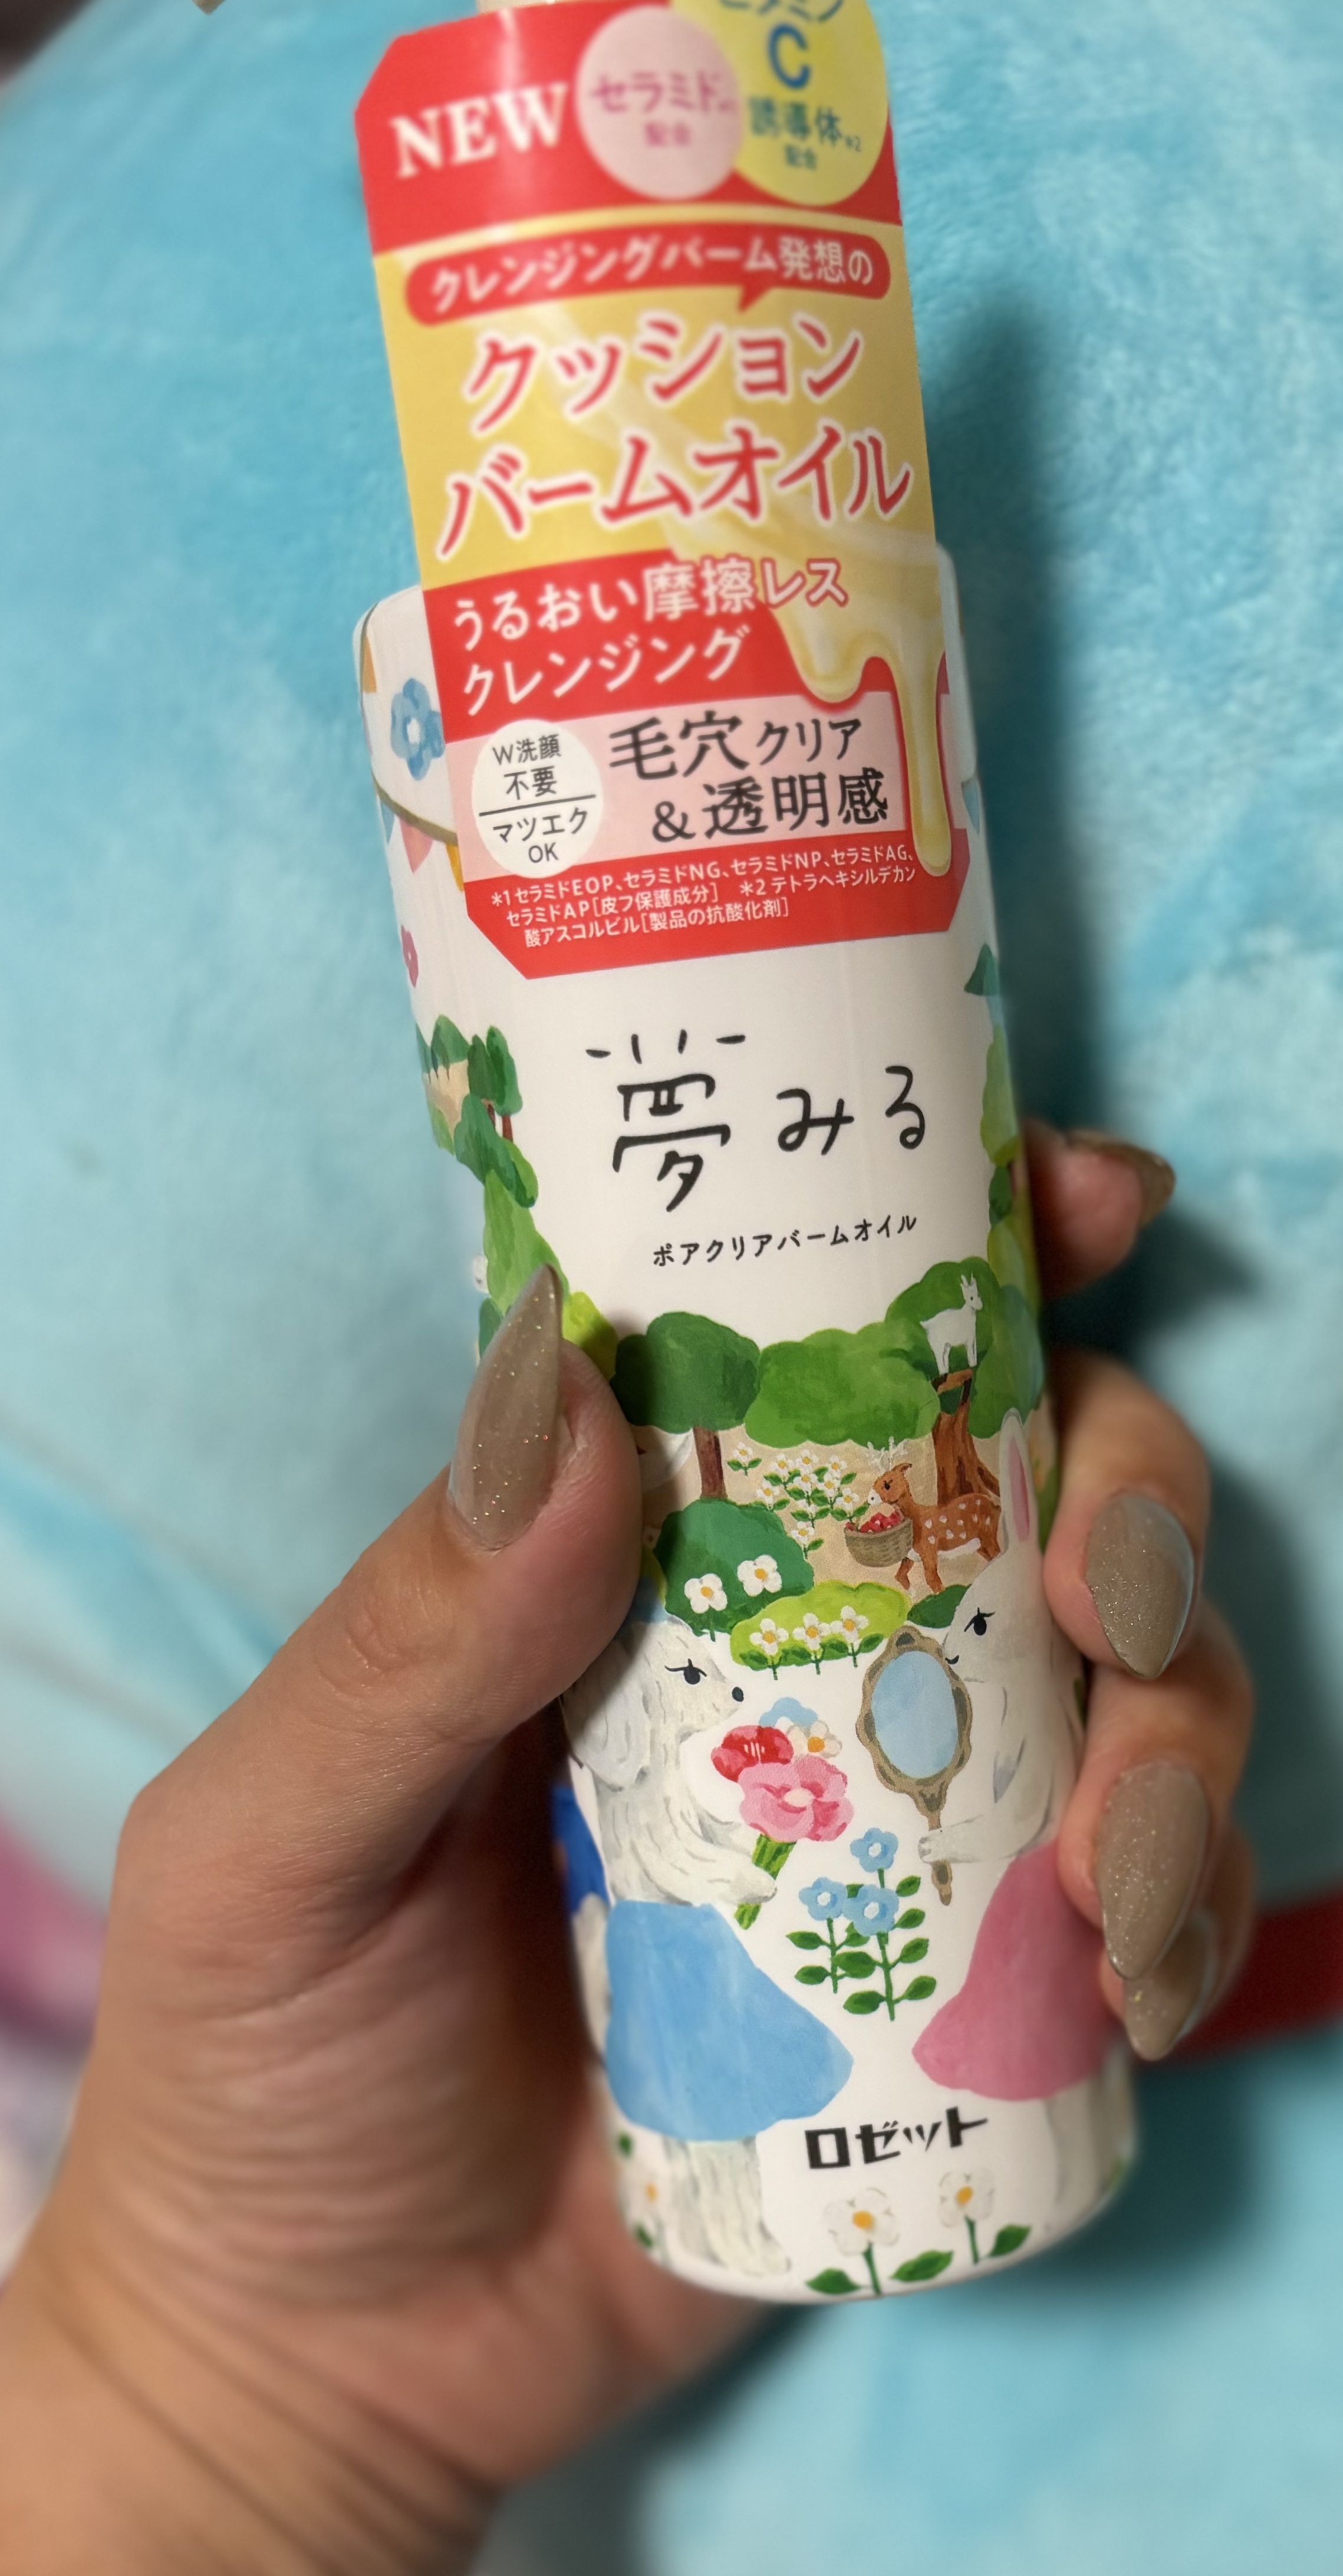 NEW
セラミド*1
配合
ビタミン
C
誘導体*2
配合
クレンジングバーム発想の
クッション
バームオイル
うるおい摩擦レス
クレンジング
W洗顔
不要
マツエク
OK
毛穴クリア
&透明感
*1 セラミドEOP、セラミドNG、セラミドNP、セラミドAG、
セラミドAP[皮フ保護成分] *2 テトラヘキシルデカン
酸アスコルビル[製品の抗酸化剤]
夢みる
ポアクリアバームオイル
ロゼット